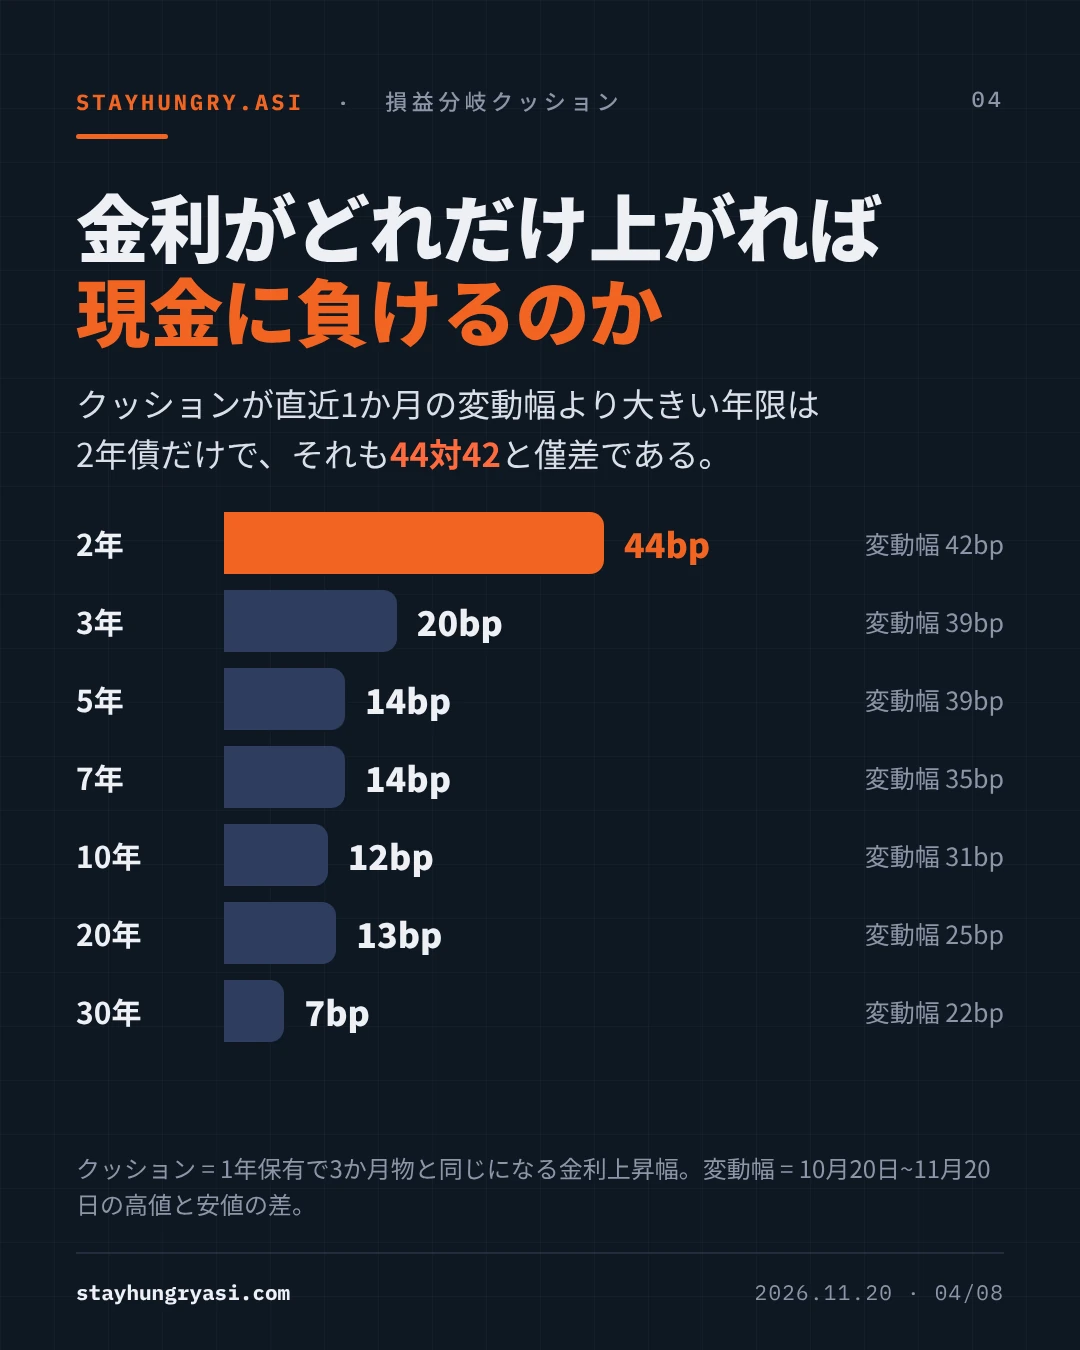 STAYHUNGRY.ASI · 損益分岐クッション 04
金利がどれだけ上がれば
現金に負けるのか
クッションが直近1か月の変動幅より大きい年限は
2年債だけで、それも44対42と僅差である。
2年 44bp 変動幅 42bp
3年 20bp 変動幅 39bp
5年 14bp 変動幅 39bp
7年 14bp 変動幅 35bp
10年 12bp 変動幅 31bp
20年 13bp 変動幅 25bp
30年 7bp 変動幅 22bp
クッション = 1年保有で3か月物と同じになる金利上昇幅。変動幅 = 10月20日~11月20
日の高値と安値の差。
stayhungryasi.com 2026.11.20 · 04/08